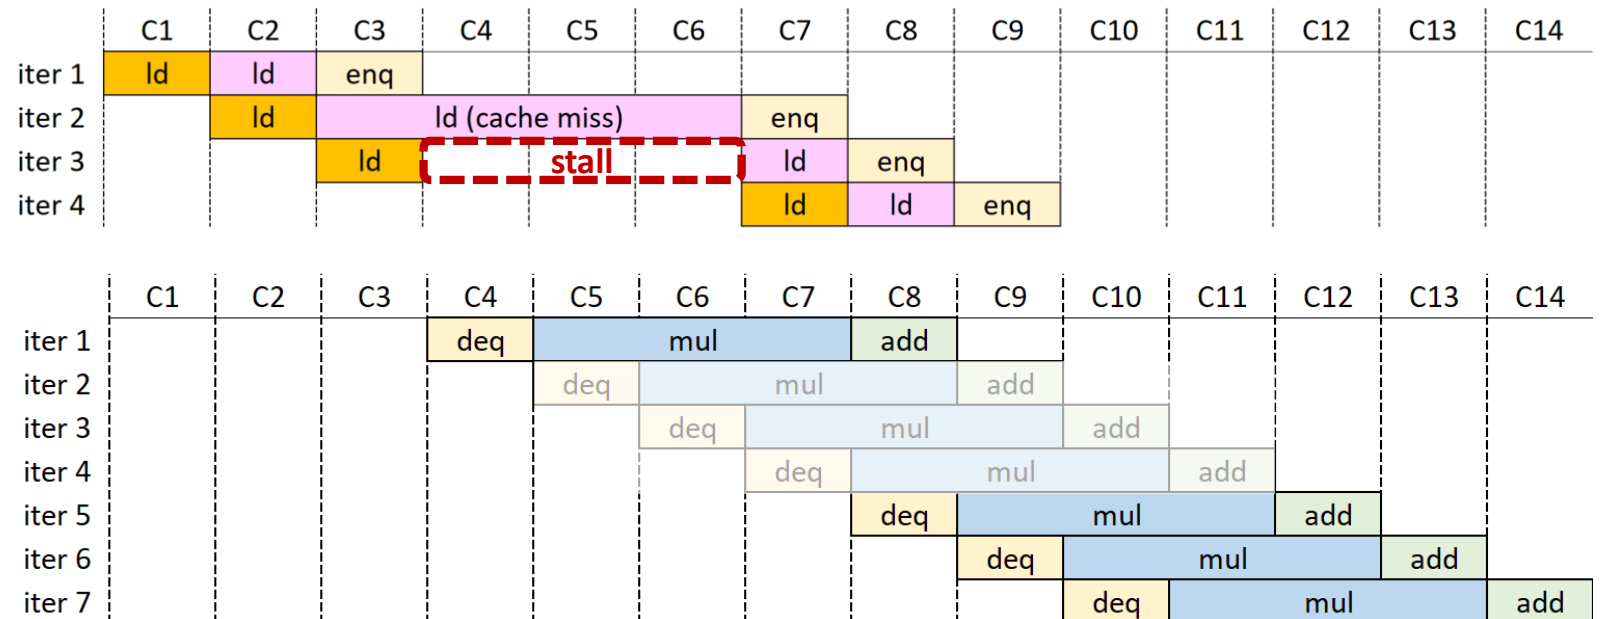 C1 C2 C3 C4 C5 C6 C7 C8 C9 C10 C11 C12 C13 C14
iter 1 ld ld enq
iter 2 ld ld (cache miss) enq
iter 3 ld stall ld enq
iter 4 ld ld enq
C1 C2 C3 C4 C5 C6 C7 C8 C9 C10 C11 C12 C13 C14
iter 1 deq mul add
iter 2 deq mul add
iter 3 deq mul add
iter 4 deq mul add
iter 5 deq mul add
iter 6 deq mul add
iter 7 deq mul add